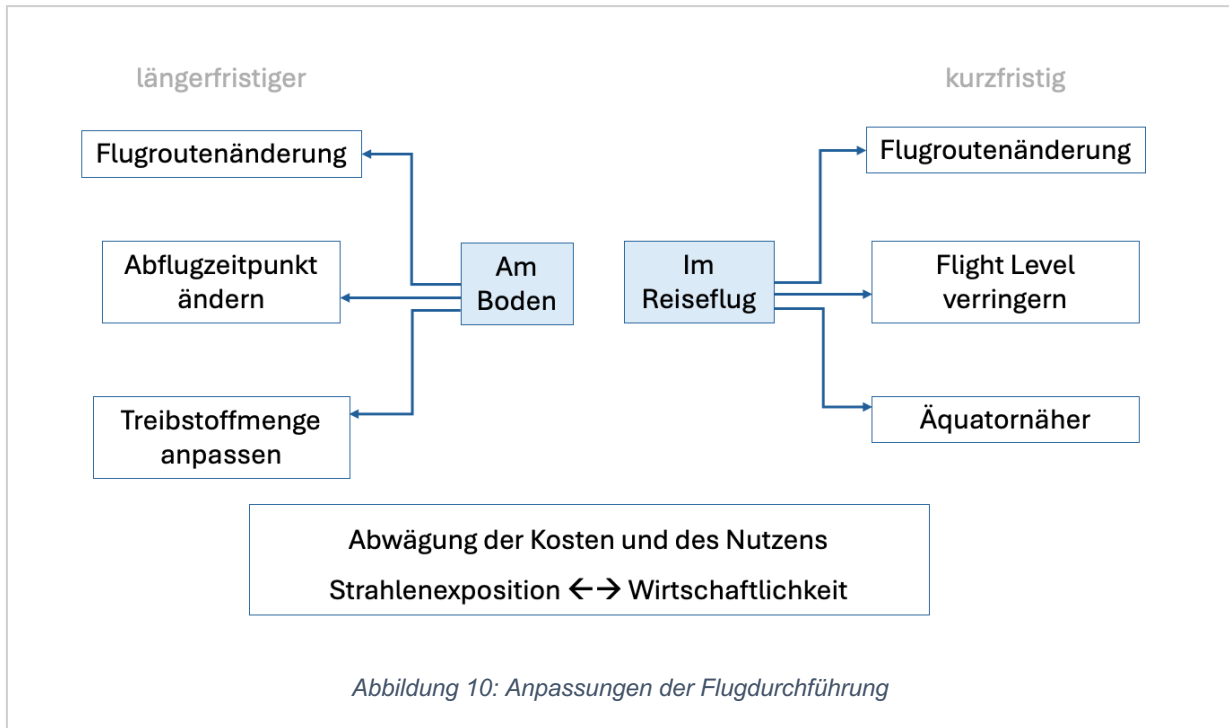 längerfristiger
kurzfristig
Flugroutenänderung
Flugroutenänderung
Abflugzeitpunkt
ändern
Am
Boden
Im
Reiseflug
Flight Level
verringern
Treibstoffmenge
anpassen
Äquatornäher
Abwägung der Kosten und des Nutzens
Strahlenexposition ←→ Wirtschaftlichkeit
Abbildung 10: Anpassungen der Flugdurchführung